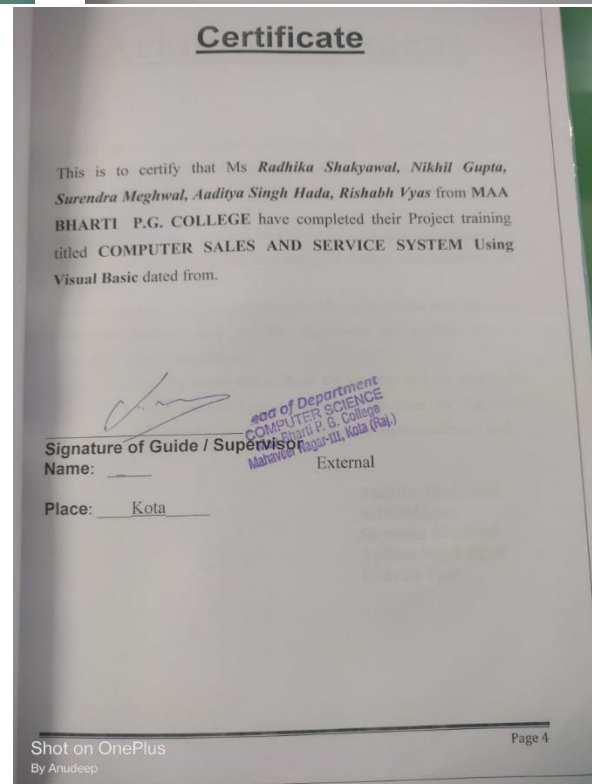 Certificate
This is to certify that Ms Radhika Shakyawal, Nikhil Gupta,
Surendra Meghwal, Aaditya Singh Hada, Rishabh Vyas from MAA
BHARTI P.G. COLLEGE have completed their Project training
titled COMPUTER SALES AND SERVICE SYSTEM Using
Visual Basic dated from.
ead of Department
COMPUTER SCIENCE
Bharti P. G. College
Mahaveer Nagar-III, Kota (Raj.)
Signature of Guide / Supervisor
Name:
External
Place: Kota
Page 4
Shot on OnePlus
By Anudeep